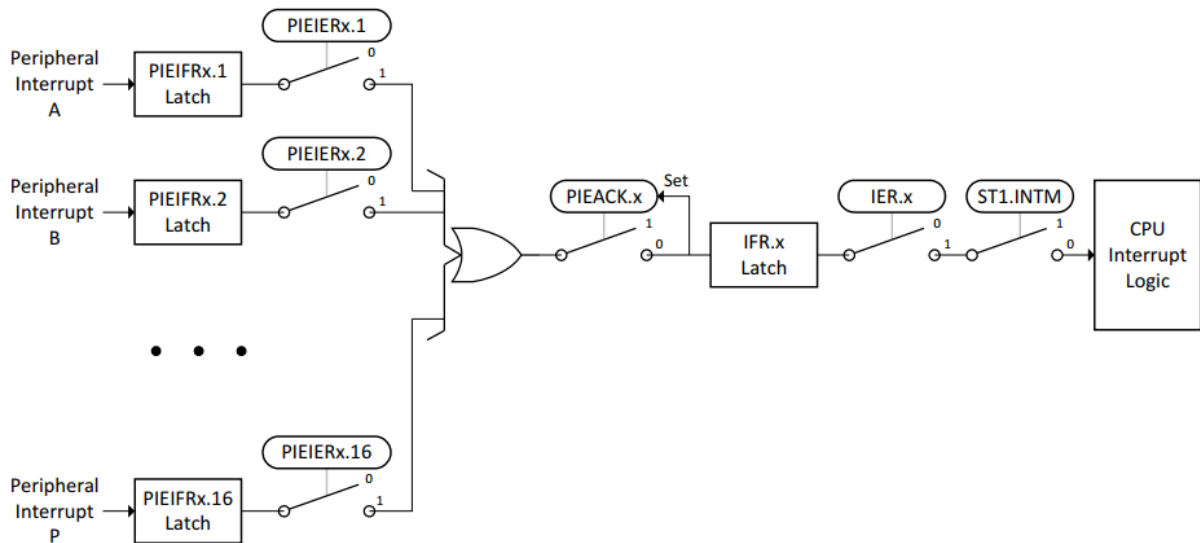 PIEIERx.1
Peripheral
Interrupt
A
PIEIFRx.1
Latch
0
1
PIEIERx.2
Peripheral
Interrupt
B
PIEIFRx.2
Latch
0
1
PIEACK.x
Set
1
0
IFR.x
Latch
IER.x
0
1
ST1.INTM
1
0
CPU
Interrupt
Logic
• • •
PIEIERx.16
Peripheral
Interrupt
P
PIEIFRx.16
Latch
0
1